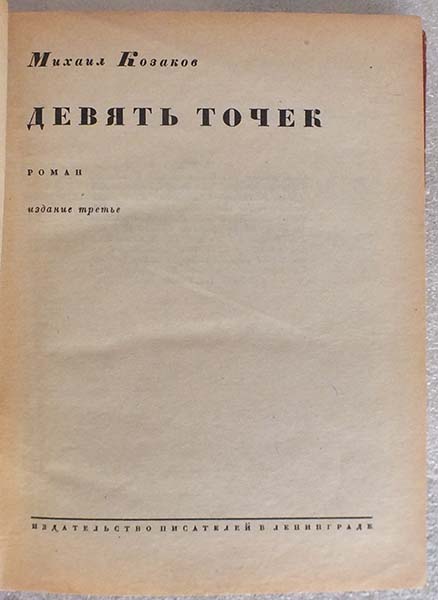 Михаил Козаков
ДЕВЯТЬ ТОЧЕК
РОМАН
издание третье
ИЗДАТЕЛЬСТВО ПИСАТЕЛЕЙ В ЛЕНИНГРАДЕ